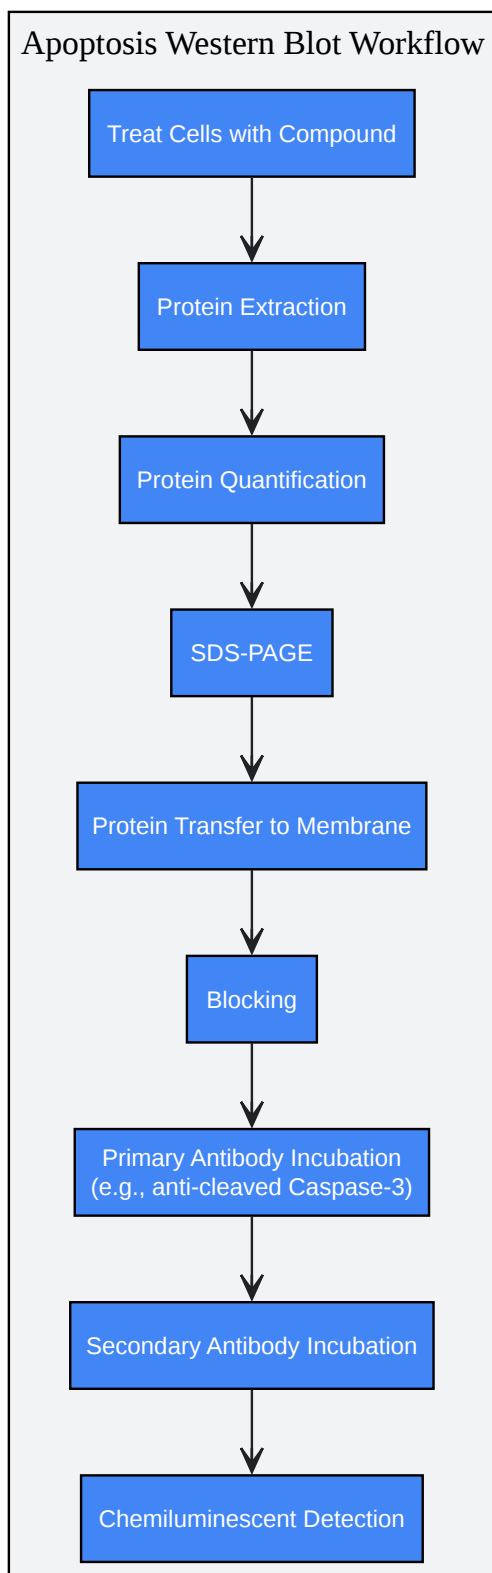 Apoptosis Western Blot Workflow
Treat Cells with Compound
Protein Extraction
Protein Quantification
SDS-PAGE
Protein Transfer to Membrane
Blocking
Primary Antibody Incubation
(e.g., anti-cleaved Caspase-3)
Secondary Antibody Incubation
Chemiluminescent Detection